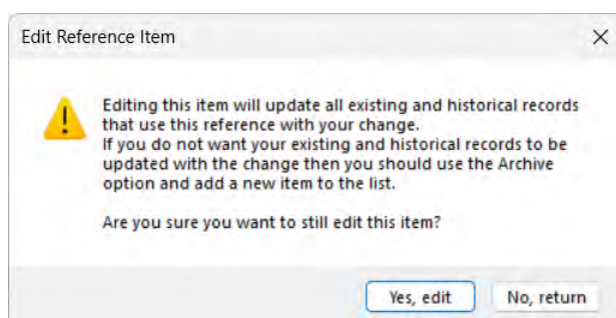 Edit Reference Item
Editing this item will update all existing and historical records
that use this reference with your change.
If you do not want your existing and historical records to be
updated with the change then you should use the Archive
option and add a new item to the list.
Are you sure you want to still edit this item?
Yes, edit
No, return